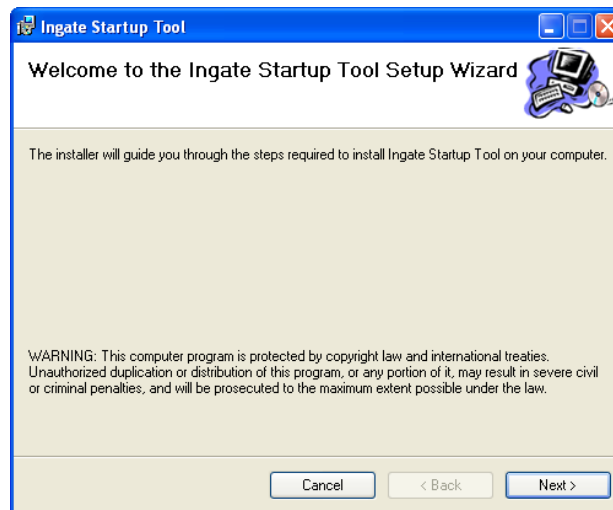 Ingate Startup Tool
Welcome to the Ingate Startup Tool Setup Wizard
The installer will guide you through the steps required to install Ingate Startup Tool on your computer.
WARNING: This computer program is protected by copyright law and international treaties.
Unauthorized duplication or distribution of this program, or any portion of it, may result in severe civil
or criminal penalties, and will be prosecuted to the maximum extent possible under the law.
Cancel < Back Next >